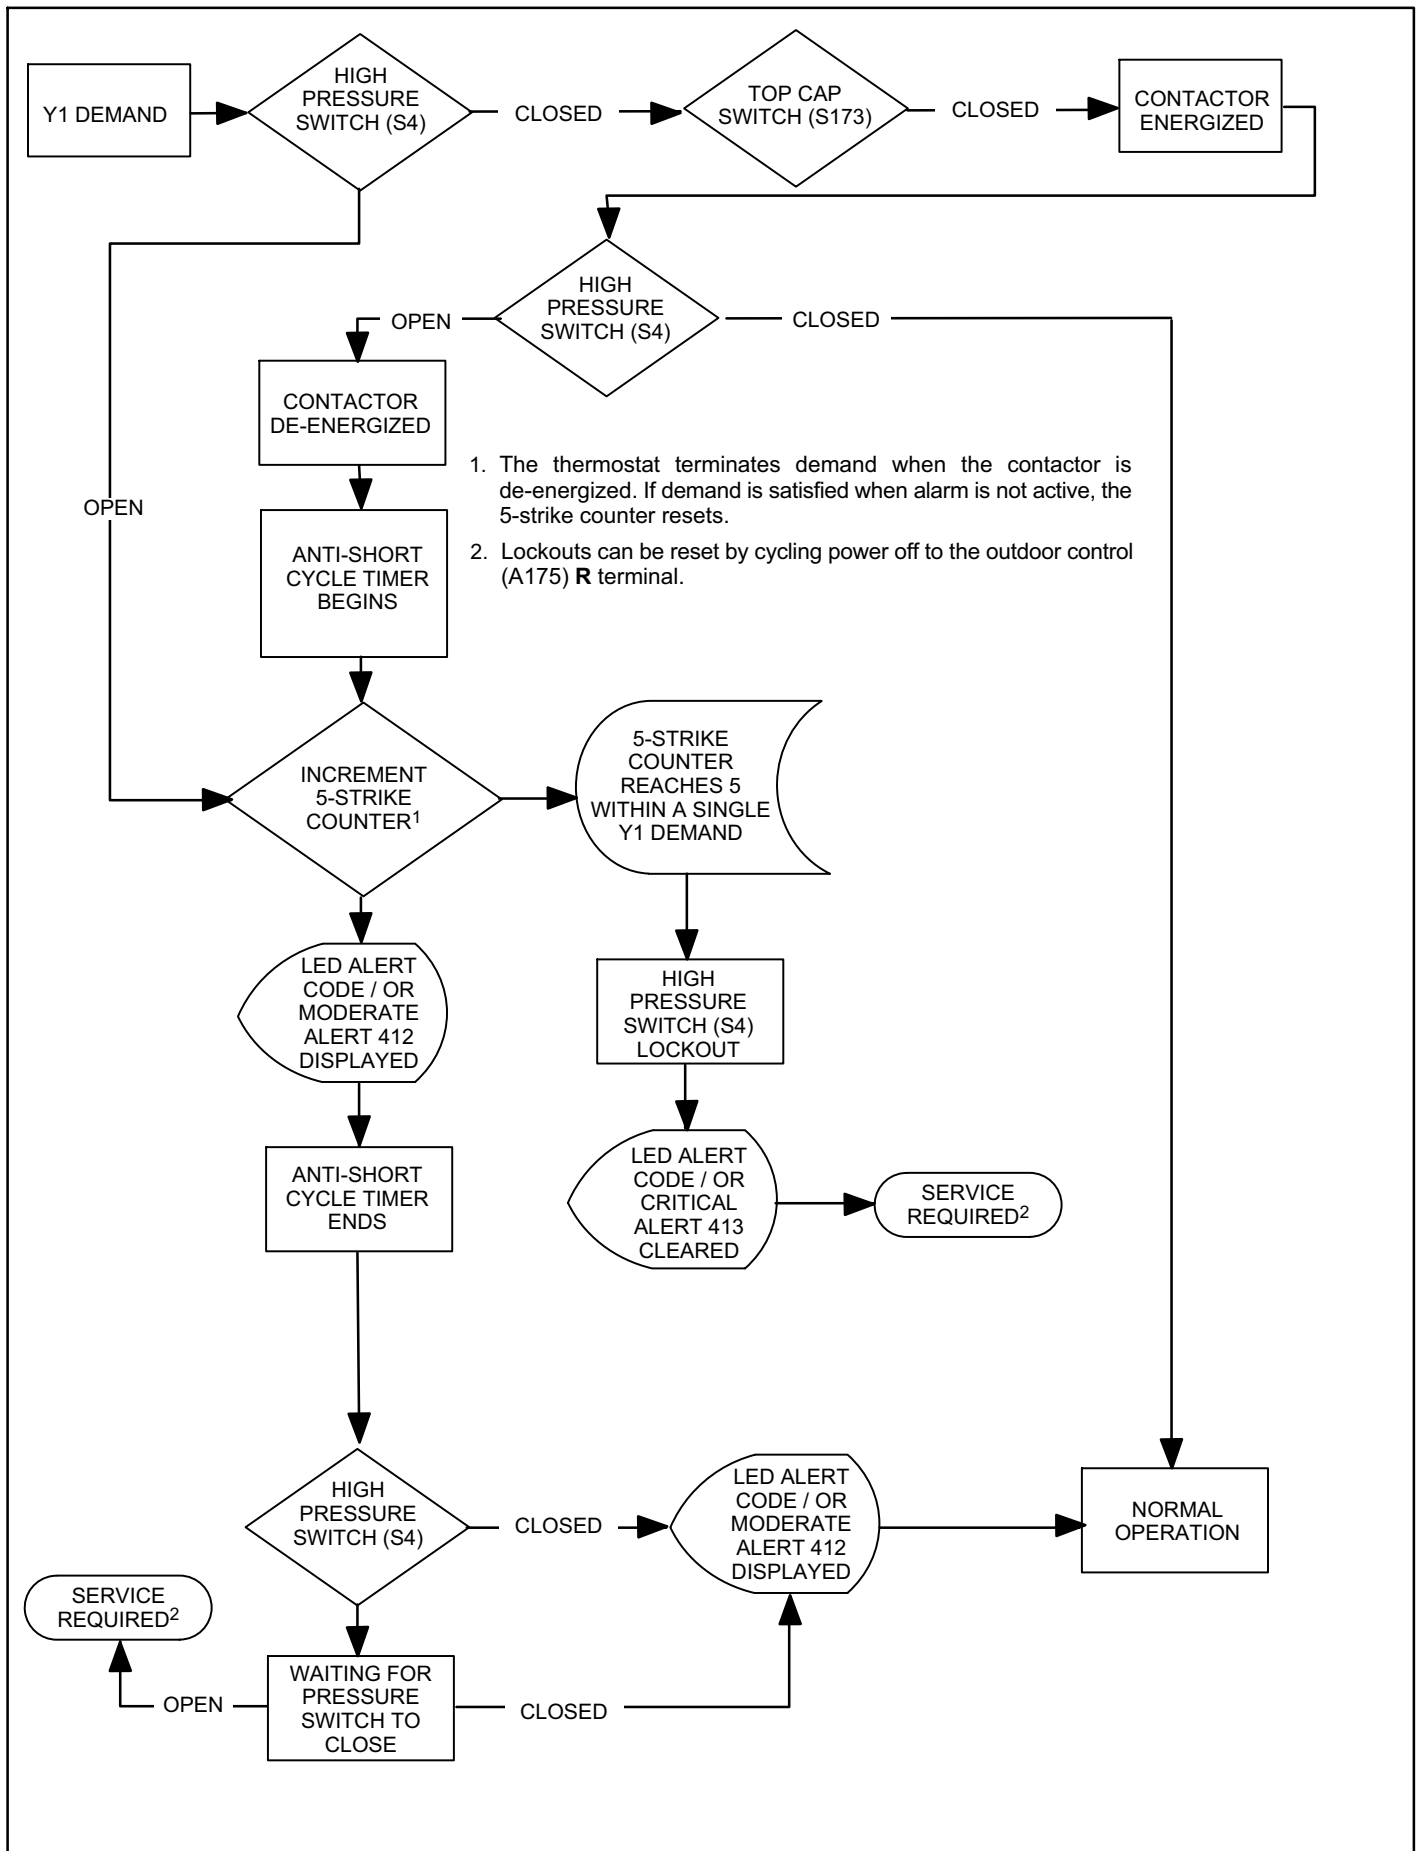 Y1 DEMAND
HIGH
PRESSURE
SWITCH (S4)
CLOSED
TOP CAP
SWITCH (S173)
CLOSED
CONTACTOR
ENERGIZED
HIGH
PRESSURE
SWITCH (S4)
OPEN
CLOSED
CONTACTOR
DE-ENERGIZED
1. The thermostat terminates demand when the contactor is
de-energized. If demand is satisfied when alarm is not active, the
5-strike counter resets.
2. Lockouts can be reset by cycling power off to the outdoor control
(A175) R terminal.
OPEN
ANTI-SHORT
CYCLE TIMER
BEGINS
INCREMENT
5-STRIKE
COUNTER1
5-STRIKE
COUNTER
REACHES 5
WITHIN A SINGLE
Y1 DEMAND
LED ALERT
CODE / OR
MODERATE
ALERT 412
DISPLAYED
HIGH
PRESSURE
SWITCH (S4)
LOCKOUT
ANTI-SHORT
CYCLE TIMER
ENDS
LED ALERT
CODE / OR
CRITICAL
ALERT 413
CLEARED
SERVICE
REQUIRED2
HIGH
PRESSURE
SWITCH (S4)
CLOSED
LED ALERT
CODE / OR
MODERATE
ALERT 412
DISPLAYED
NORMAL
OPERATION
SERVICE
REQUIRED2
OPEN
WAITING FOR
PRESSURE
SWITCH TO
CLOSE
CLOSED